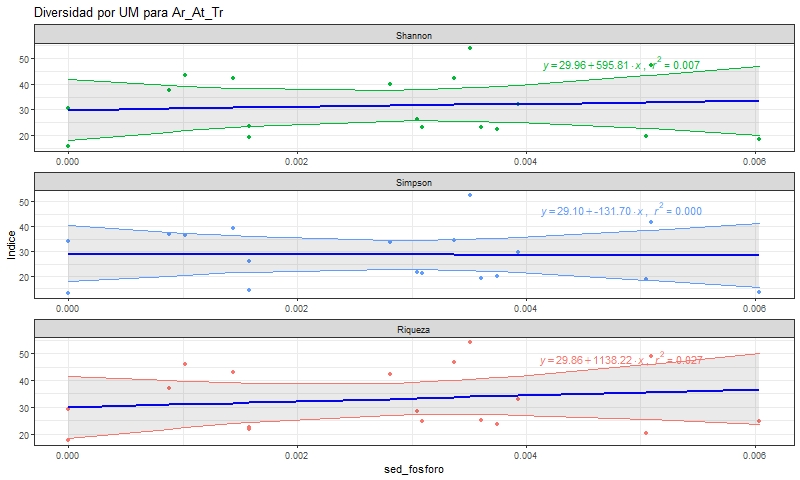 Diversidad por UM para Ar_At_Tr
Shannon
50
40
30
20
y = 29.96 + 595.81 · x , r² = 0.007
0.000 0.002 0.004 0.006
Simpson
50
40
30
20
y = 29.10 + -131.70 · x , r² = 0.000
0.000 0.002 0.004 0.006
Indice
Riqueza
50
40
30
20
y = 29.86 + 1138.22 · x , r² = 0.027
0.000 0.002 0.004 0.006
sed_fosforo